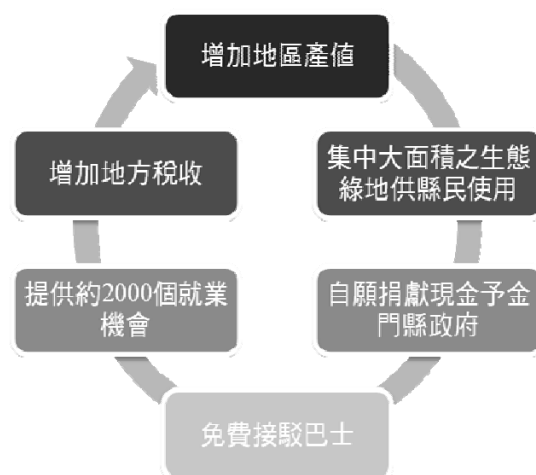 增加地區產值
集中大面積之生態
綠地供縣民使用
自願捐獻現金予金
門縣政府
免費接駁巴士
提供約2000個就業
機會
增加地方稅收